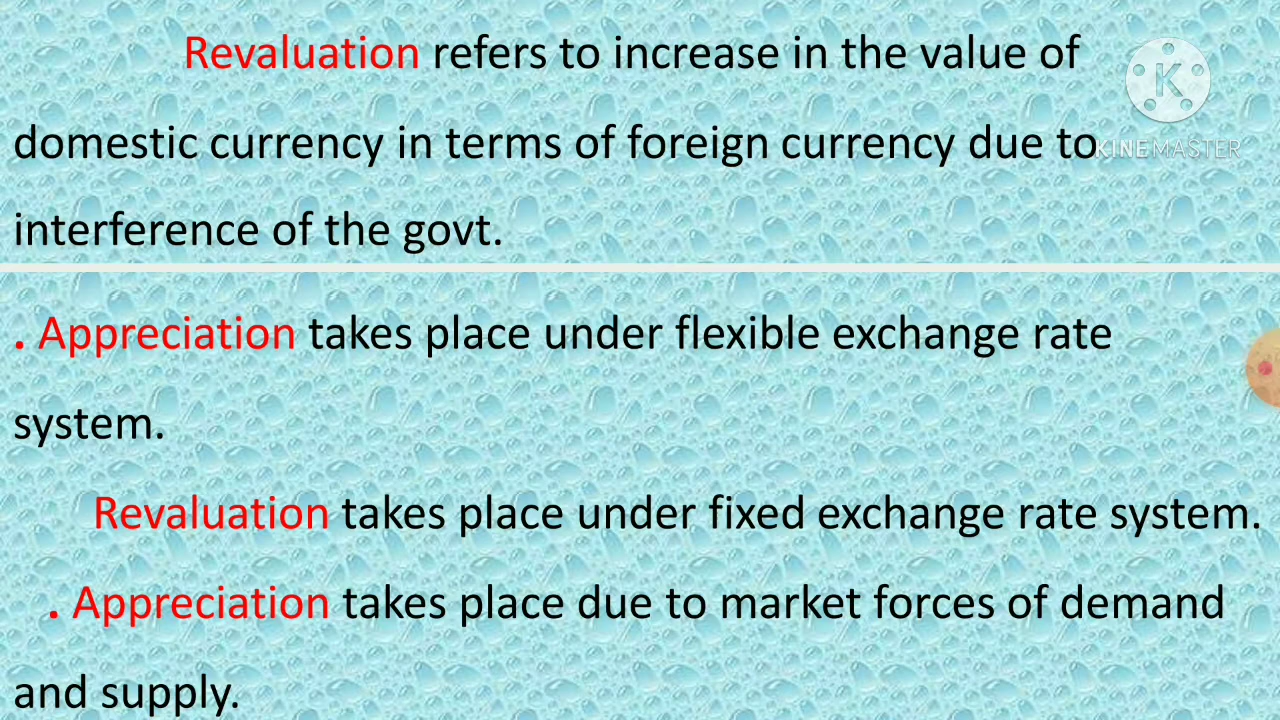 Revaluation refers to increase in the value of
K
domestic currency in terms of foreign currency due to
KINEMASTER
interference of the govt.
. Appreciation takes place under flexible exchange rate
system.
Revaluation takes place under fixed exchange rate system.
. Appreciation takes place due to market forces of demand
and supply.